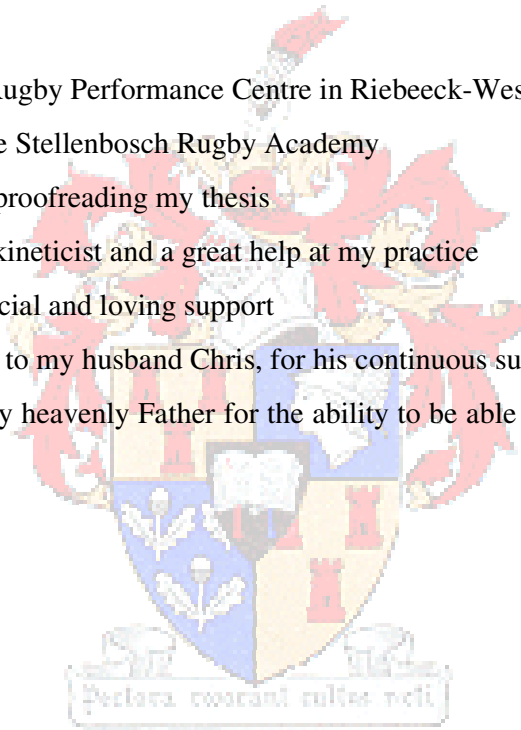 ugby Performance Centre in Riebeeck-Wes
e Stellenbosch Rugby Academy
proofreading my thesis
kineticist and a great help at my practice
cial and loving support
to my husband Chris, for his continuous su
y heavenly Father for the ability to be able